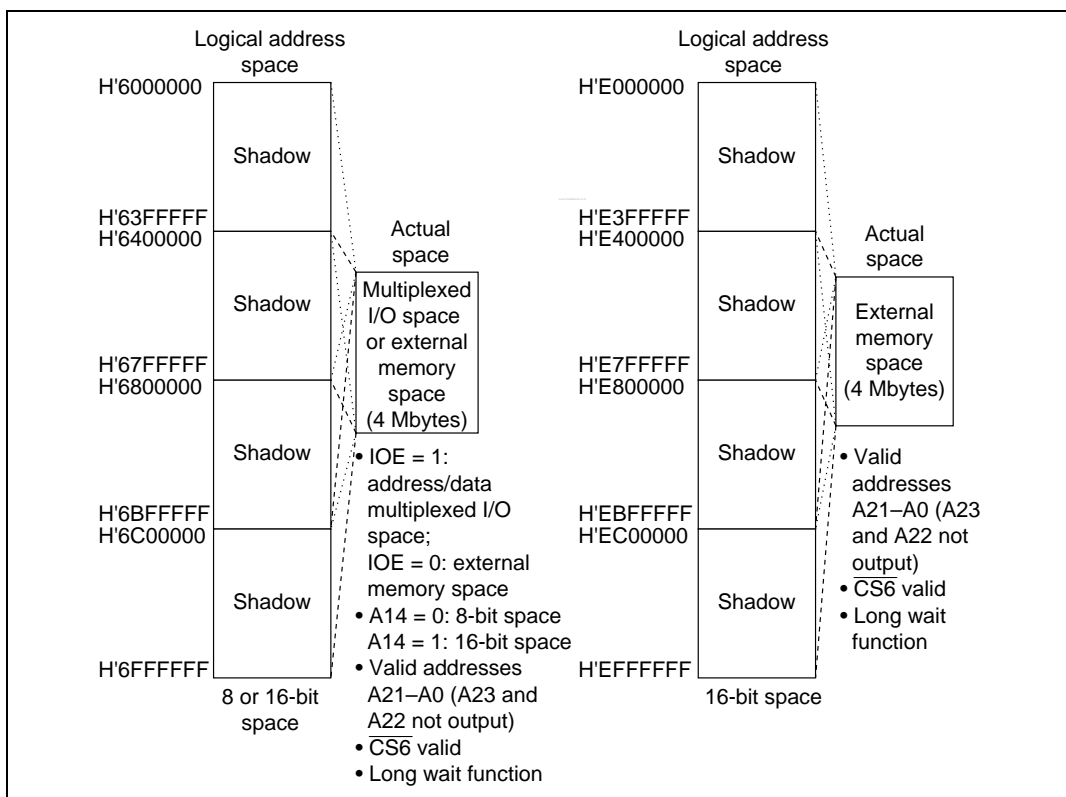 Logical address
space
H'6000000
Shadow
H'63FFFFF
H'6400000
Shadow
H'67FFFFF
H'6800000
Shadow
H'6BFFFFF
H'6C00000
Shadow
H'6FFFFFF
8 or 16-bit
space
Actual
space
Multiplexed
I/O space
or external
memory
space
(4 Mbytes)
• IOE = 1:
address/data
multiplexed I/O
space;
IOE = 0: external
memory space
• A14 = 0: 8-bit space
A14 = 1: 16-bit space
• Valid addresses
A21–A0 (A23 and
A22 not output)
• CS6 valid
• Long wait function
Logical address
space
H'E000000
Shadow
H'E3FFFFF
H'E400000
Shadow
H'E7FFFFF
H'E800000
Shadow
H'EBFFFFF
H'EC00000
Shadow
H'EFFFFFF
16-bit space
Actual
space
External
memory
space
(4 Mbytes)
• Valid
addresses
A21–A0 (A23
and A22 not
output)
• CS6 valid
• Long wait
function